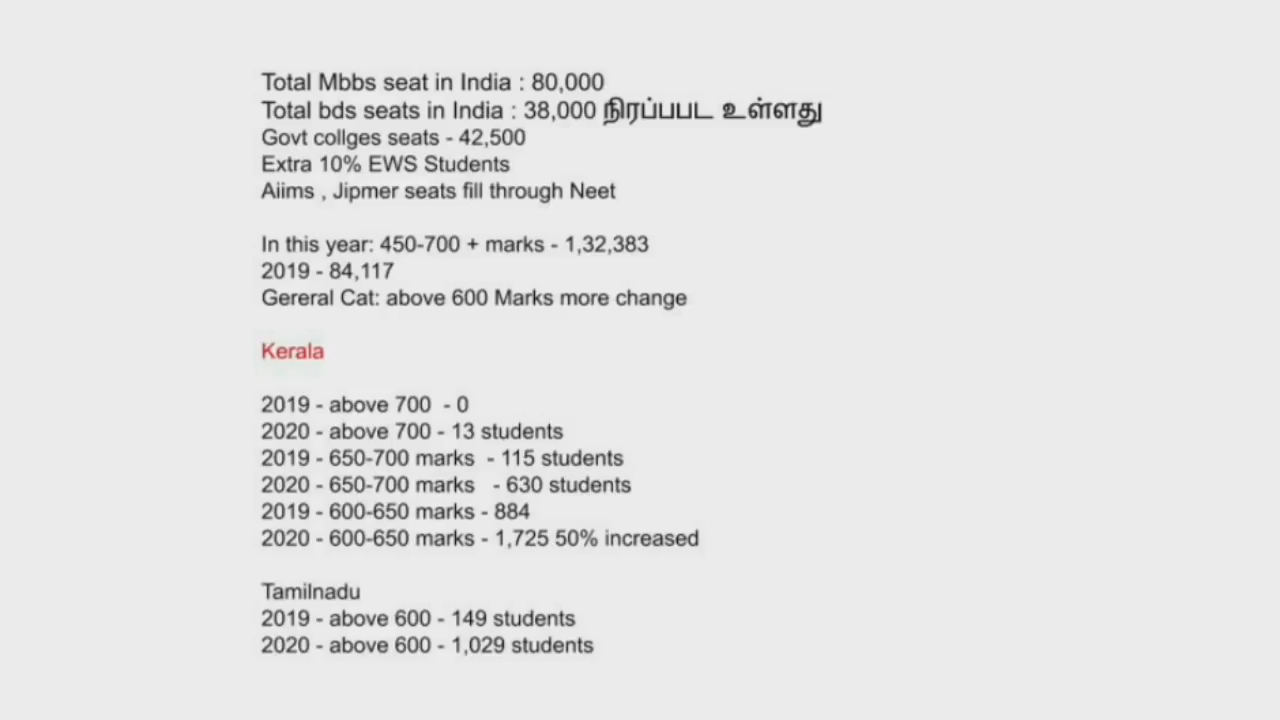 Total Mbbs seat in India : 80,000
Total bds seats in India : 38,000 நிரப்பபட உள்ளது
Govt collges seats - 42,500
Extra 10% EWS Students
Aiims , Jipmer seats fill through Neet
In this year: 450-700 + marks - 1,32,383
2019 - 84,117
Gereral Cat: above 600 Marks more change
Kerala
2019 - above 700 - 0
2020 - above 700 - 13 students
2019 - 650-700 marks - 115 students
2020 - 650-700 marks - 630 students
2019 - 600-650 marks - 884
2020 - 600-650 marks - 1,725 50% increased
Tamilnadu
2019 - above 600 - 149 students
2020 - above 600 - 1,029 students